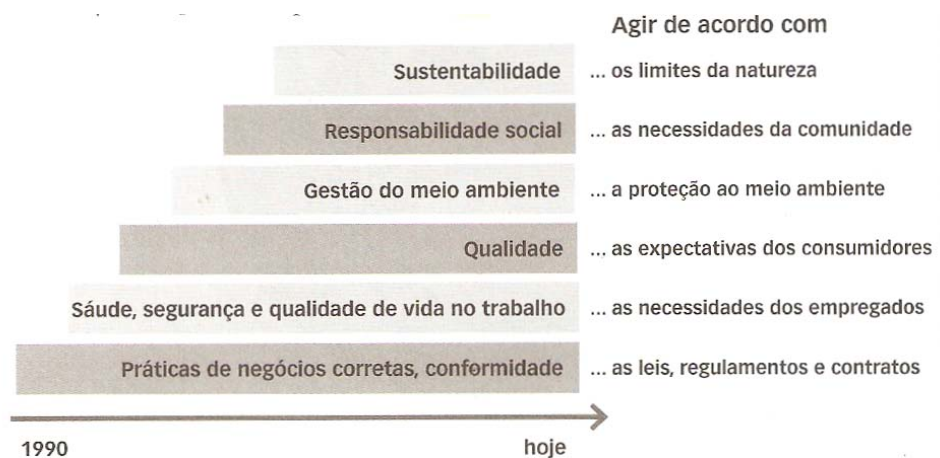 Agir de acordo com
Sustentabilidade ... os limites da natureza
Responsabilidade social ... as necessidades da comunidade
Gestão do meio ambiente ... a proteção ao meio ambiente
Qualidade ... as expectativas dos consumidores
Sáude, segurança e qualidade de vida no trabalho ... as necessidades dos empregados
Práticas de negócios corretas, conformidade ... as leis, regulamentos e contratos
1990 hoje